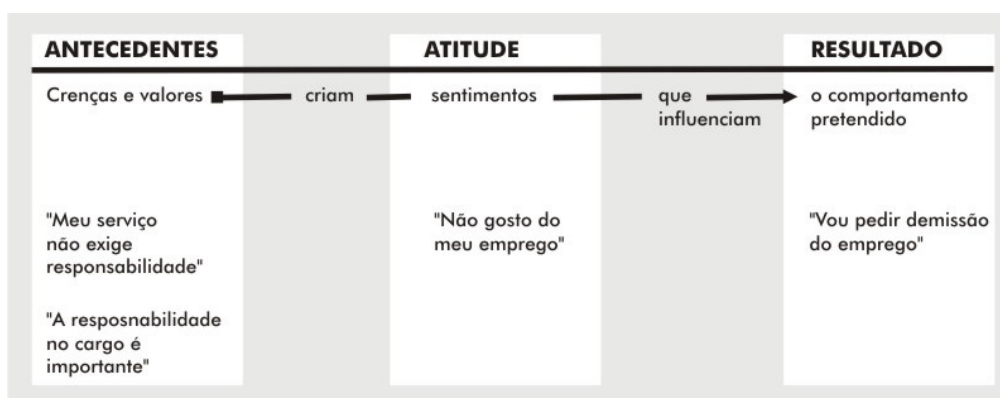 ANTECEDENTES
ATITUDE
RESULTADO
Crenças e valores
criam
sentimentos
que
influenciam
o comportamento
pretendido
"Meu serviço
não exige
responsabilidade"
"Não gosto do
meu emprego"
"Vou pedir demissão
do emprego"
"A resposnabilidade
no cargo é
importante"